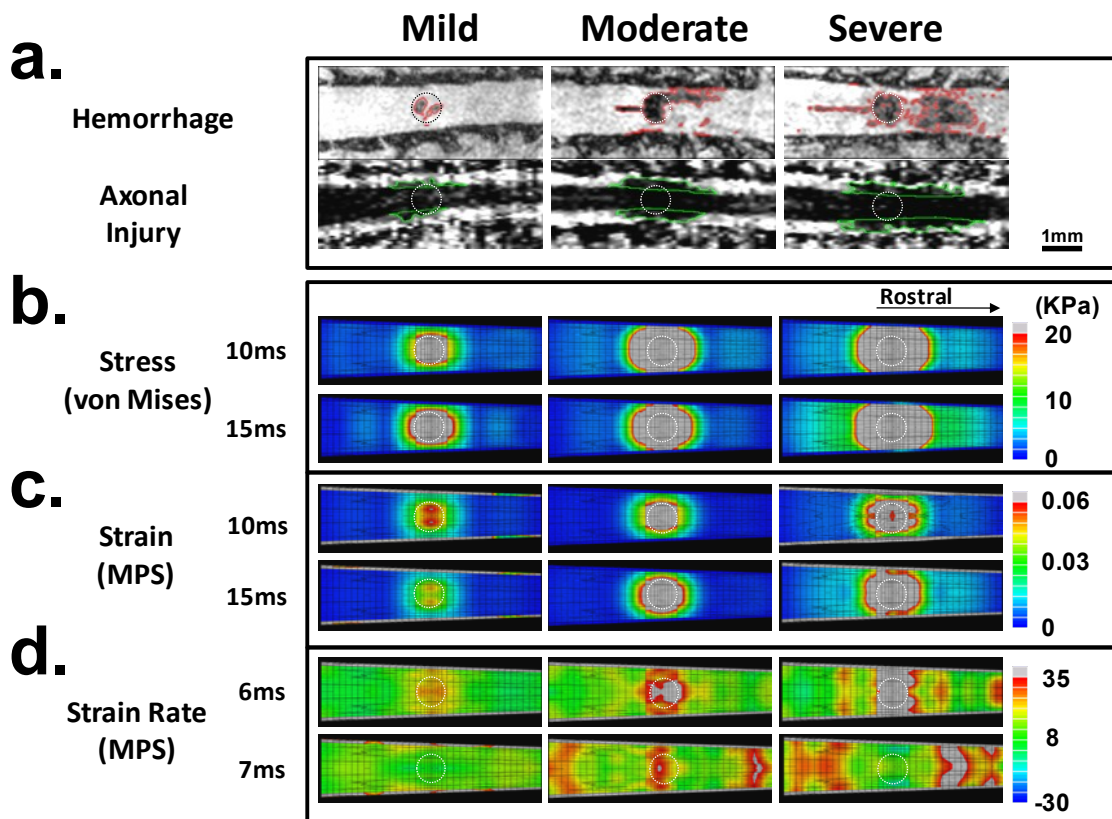 Mild Moderate Severe
a.
Hemorrhage
Axonal
Injury
1mm
b.
Rostral
(KPa)
Stress
(von Mises)
10ms
15ms
20
10
0
c.
Strain
(MPS)
10ms
15ms
0.06
0.03
0
d.
Strain Rate
(MPS)
6ms
7ms
35
8
-30